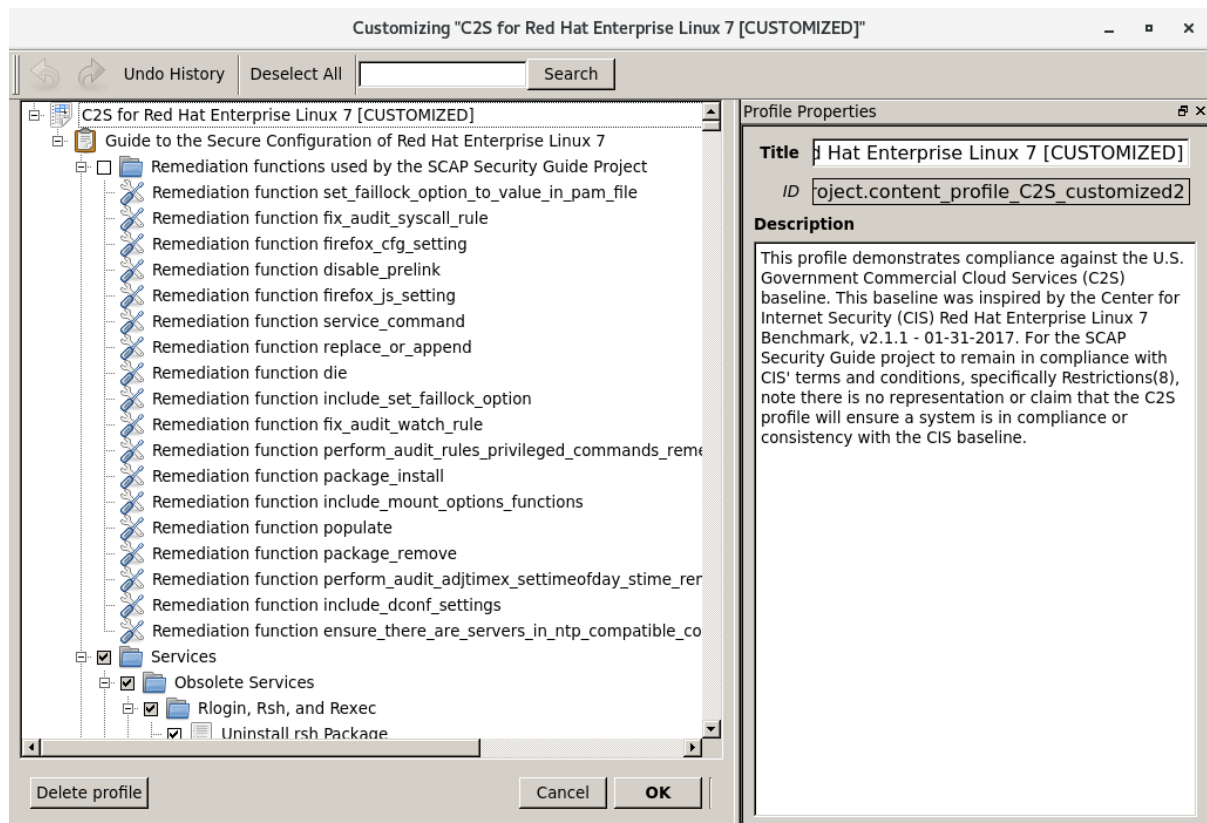 Customizing "C2S for Red Hat Enterprise Linux 7 [CUSTOMIZED]"
Undo History
Deselect All
Search
C2S for Red Hat Enterprise Linux 7 [CUSTOMIZED]
Guide to the Secure Configuration of Red Hat Enterprise Linux 7
Remediation functions used by the SCAP Security Guide Project
Remediation function set_faillock_option_to_value_in_pam_file
Remediation function fix_audit_syscall_rule
Remediation function firefox_cfg_setting
Remediation function disable_prelink
Remediation function firefox_js_setting
Remediation function service_command
Remediation function replace_or_append
Remediation function die
Remediation function include_set_faillock_option
Remediation function fix_audit_watch_rule
Remediation function perform_audit_rules_privileged_commands_reme
Remediation function package_install
Remediation function include_mount_options_functions
Remediation function populate
Remediation function package_remove
Remediation function perform_audit_adjtimex_settimeofday_stime_rer
Remediation function include_dconf_settings
Remediation function ensure_there_are_servers_in_ntp_compatible_co
Services
Obsolete Services
Rlogin, Rsh, and Rexec
Uninstall rsh Package
Delete profile
Cancel
OK
Profile Properties
Title
d Hat Enterprise Linux 7 [CUSTOMIZED]
ID
roject.content_profile_C2S_customized2
Description
This profile demonstrates compliance against the U.S.
Government Commercial Cloud Services (C2S)
baseline. This baseline was inspired by the Center for
Internet Security (CIS) Red Hat Enterprise Linux 7
Benchmark, v2.1.1 - 01-31-2017. For the SCAP
Security Guide project to remain in compliance with
CIS' terms and conditions, specifically Restrictions(8),
note there is no representation or claim that the C2S
profile will ensure a system is in compliance or
consistency with the CIS baseline.